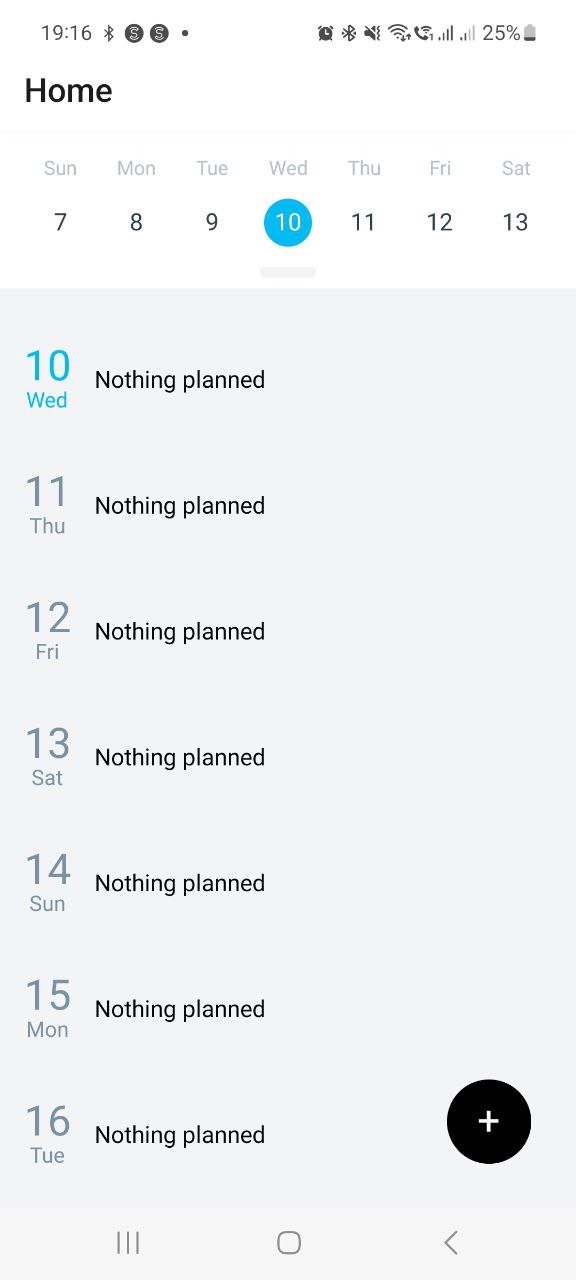 19:16
25%
Home
Sun Mon Tue Wed Thu Fri Sat
7 8 9 10 11 12 13
10
Wed
Nothing planned
11
Thu
Nothing planned
12
Fri
Nothing planned
13
Sat
Nothing planned
14
Sun
Nothing planned
15
Mon
Nothing planned
16
Tue
Nothing planned
+